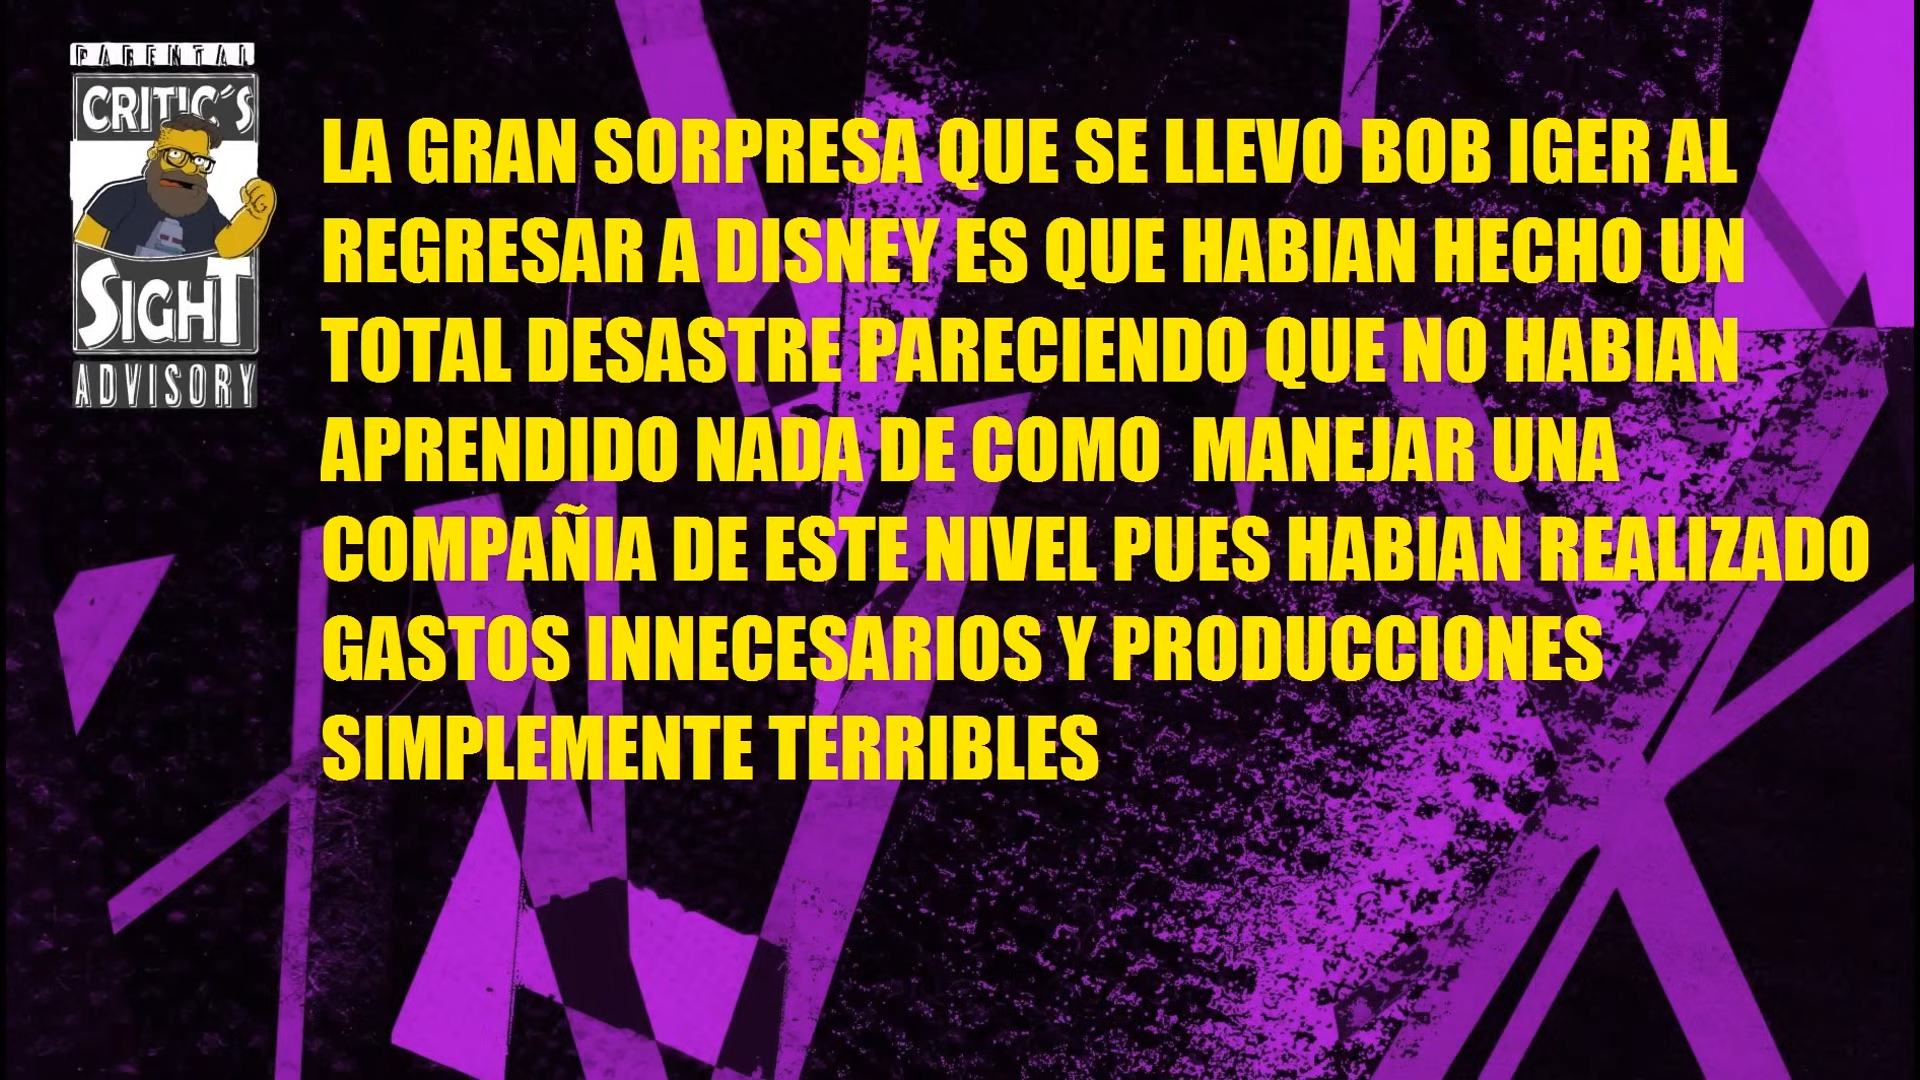 PARENTAL
CRITIC´S
SIGHT
ADVISORY
LA GRAN SORPRESA QUE SE LLEVO BOB IGER AL
REGRESAR A DISNEY ES QUE HABIAN HECHO UN
TOTAL DESASTRE PARECIENDO QUE NO HABIAN
APRENDIDO NADA DE COMO  MANEJAR UNA
COMPAÑIA DE ESTE NIVEL PUES HABIAN REALIZADO
GASTOS INNECESARIOS Y PRODUCCIONES
SIMPLEMENTE TERRIBLES